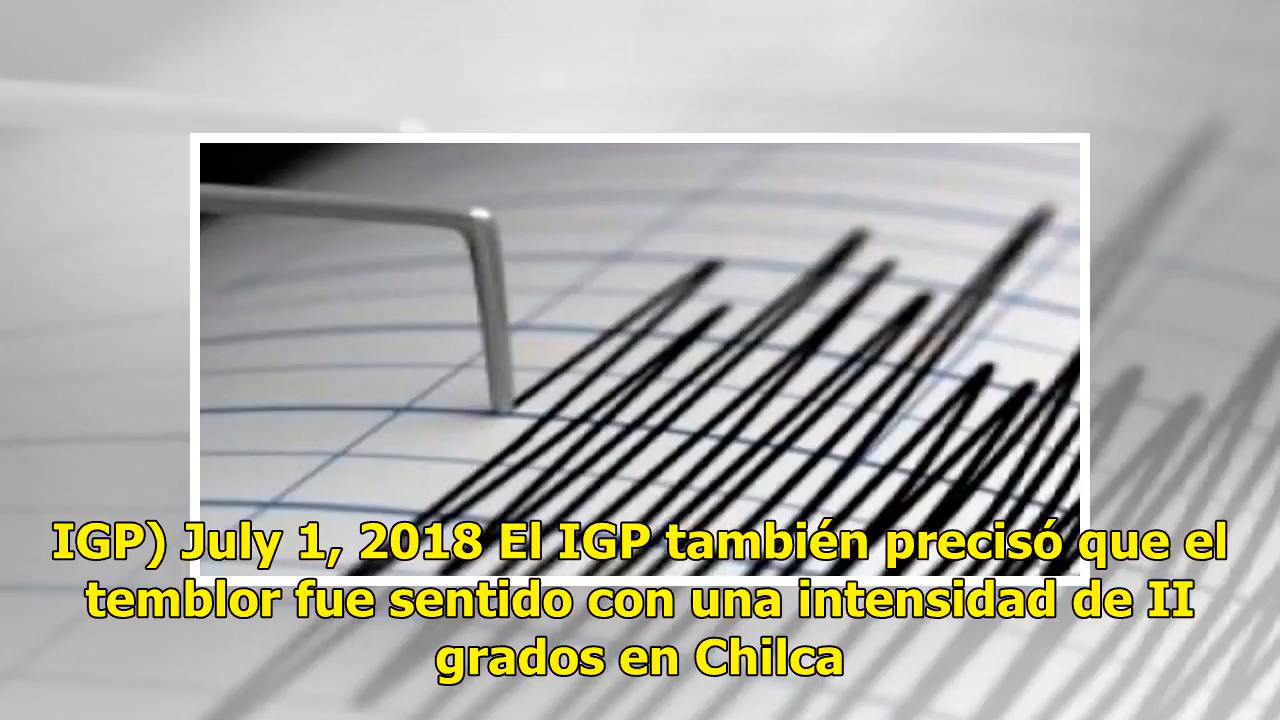 IGP) July 1, 2018 El IGP también precisó que el
temblor fue sentido con una intensidad de II
grados en Chilca